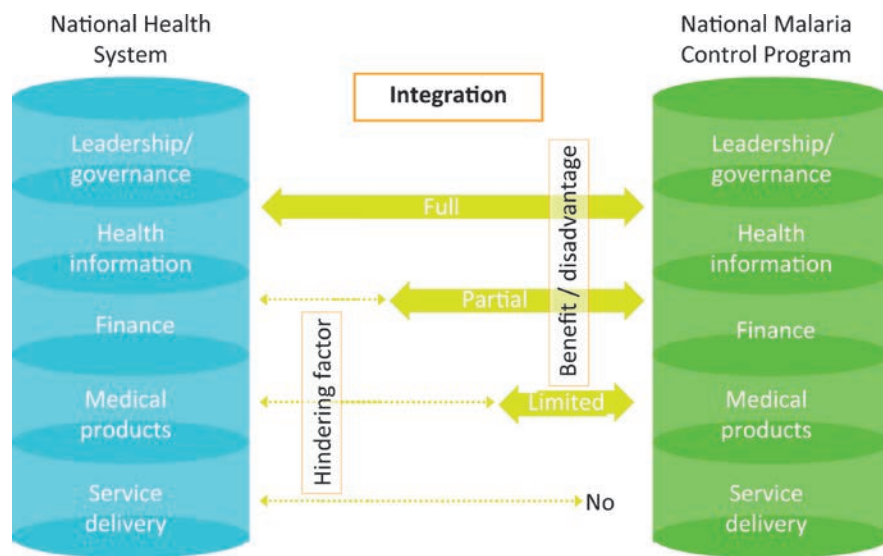 National Health
System
Leadership/
governance
Health
information
Finance
Medical
products
Service
delivery
Integration
Full
Partial
Limited
No
Hindering factor
Benefit / disadvantage
National Malaria
Control Program
Leadership/
governance
Health
information
Finance
Medical
products
Service
delivery